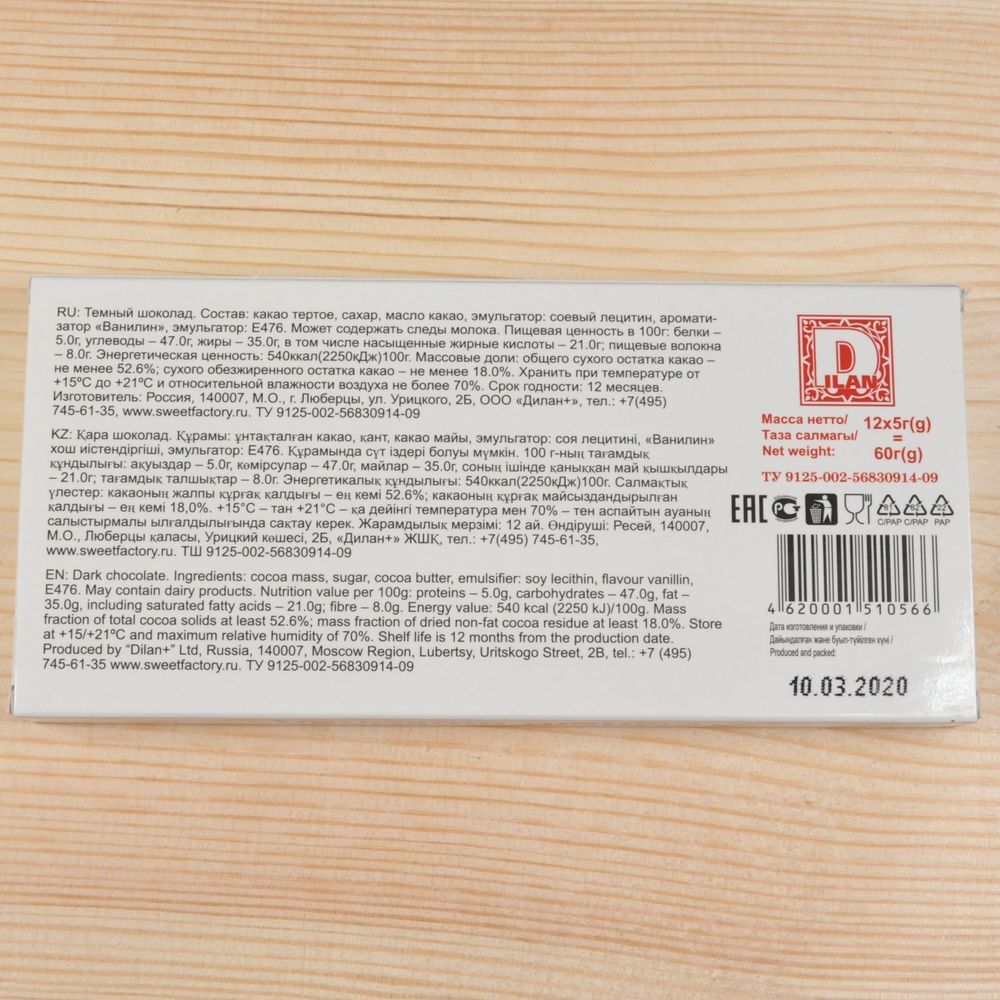 RU: Темный шоколад. Состав: какао тертое, сахар, масло какао, эмульгатор: соевый лецитин, аромати-
затор «Ванилин», эмульгатор: Е476. Может содержать следы молока. Пищевая ценность в 100г: белки –
5.0г, углеводы – 47.0г, жиры – 35.0г, в том числе насыщенные жирные кислоты – 21.0г; пищевые волокна
– 8.0г. Энергетическая ценность: 540ккал(2250кДж)100г. Массовые доли: общего сухого остатка какао –
не менее 52.6%; сухого обезжиренного остатка какао – не менее 18.0%. Хранить при температуре от
+15ºС до +21ºС и относительной влажности воздуха не более 70%. Срок годности: 12 месяцев.
Изготовитель: Россия, 140007, М.О., г. Люберцы, ул. Урицкого, 2Б, ООО «Дилан+», тел.: +7(495)
745-61-35, www.sweetfactory.ru. ТУ 9125-002-56830914-09
KZ: Қара шоколад. Құрамы: ұнтақталған какао, қант, какао майы, эмульгатор: соя лецитині, «Ванилин»
хош иістендіргіші, эмульгатор: Е476. Құрамында сүт іздері болуы мүмкін. 100 г-ның тағамдық
құндылығы: ақуыздар – 5.0г, көмірсулар – 47.0г, майлар – 35.0г, соның ішінде қаныққан май қышқылдары
– 21.0г; тағамдық талшықтар – 8.0г. Энергетикалық құндылығы: 540ккал(2250кДж)100г. Салмақтық
үлестер: какаоның жалпы құрғақ қалдығы – ең кемі 52.6%; какаоның құрғақ майсыздандырылған
қалдығы – ең кемі 18,0%. +15°С – тан +21°С – қа дейінгі температура мен 70% – тен аспайтын ауаның
салыстырмалы ылғалдылығында сақтау керек. Жарамдылық мерзімі: 12 ай. Өндіруші: Ресей, 140007,
М.О., Люберцы қаласы, Урицкий көшесі, 2Б, «Дилан+» ЖШҚ, тел.: +7(495) 745-61-35,
www.sweetfactory.ru. ТШ 9125-002-56830914-09
EN: Dark chocolate. Ingredients: cocoa mass, sugar, cocoa butter, emulsifier: soy lecithin, flavour vanillin,
E476. May contain dairy products. Nutrition value per 100g: proteins – 5.0g, carbohydrates – 47.0g, fat –
35.0g, including saturated fatty acids – 21.0g; fibre – 8.0g. Energy value: 540 kcal (2250 kJ)/100g. Mass
fraction of total cocoa solids at least 52.6%; mass fraction of dried non-fat cocoa residue at least 18.0%. Store
at +15/+21ºC and maximum relative humidity of 70%. Shelf life is 12 months from the production date.
Produced by “Dilan+” Ltd, Russia, 140007, Moscow Region, Lubertsy, Uritskogo Street, 2B, tel.: +7 (495)
745-61-35 www.sweetfactory.ru. ТУ 9125-002-56830914-09
DILAN
Масса нетто/
Таза салмағы/
Net weight:
12x5г(g)
=
60г(g)
ТУ 9125-002-56830914-09
EAC РСТ 81 82 22
C/PAP C/PAP PAP
4 620001 510566
Дата изготовления и упаковки /
Дайындалған және буып-түйілген күні /
Produced and packed:
10.03.2020